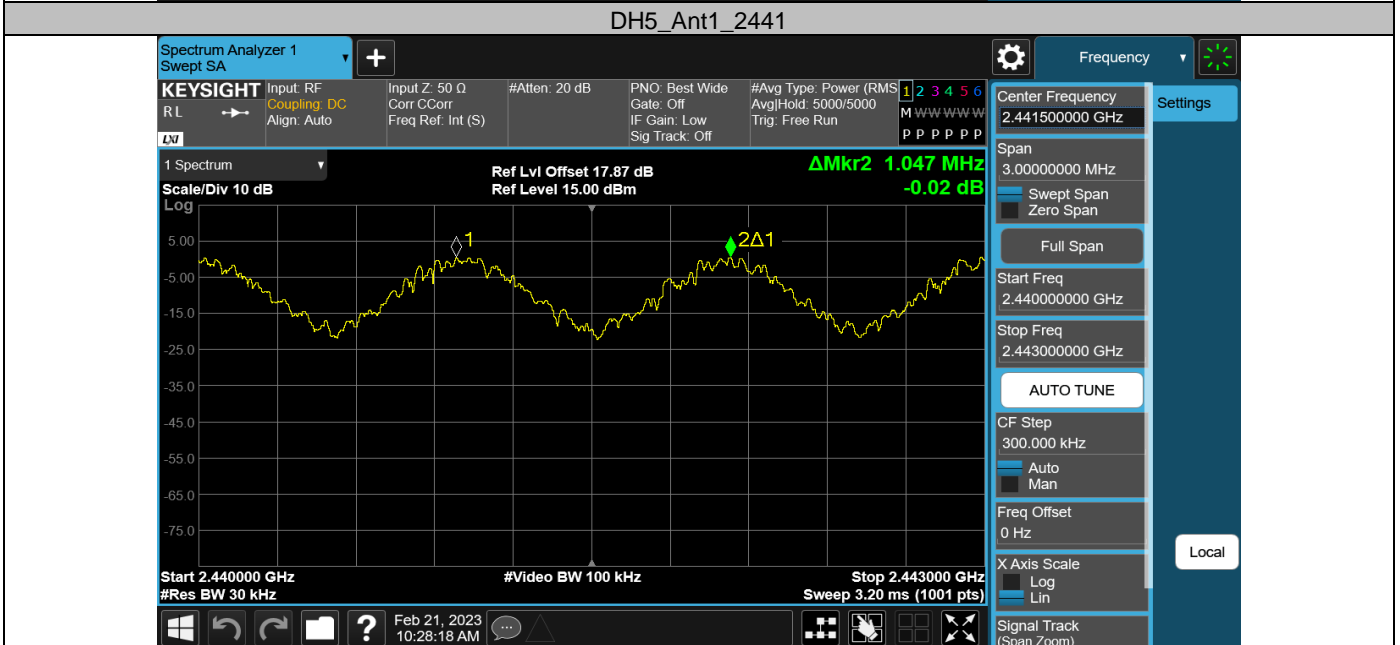 DH5_Ant1_2441
Spectrum Analyzer 1
Swept SA
Frequency
KEYSIGHT
R L
LXI
Input: RF
Coupling: DC
Align: Auto
Input Z: 50 Ω
Corr CCorr
Freq Ref: Int (S)
#Atten: 20 dB
PNO: Best Wide
Gate: Off
IF Gain: Low
Sig Track: Off
#Avg Type: Power (RMS
Avg|Hold: 5000/5000
Trig: Free Run
1 2 3 4 5 6
M W W W W W
P P P P P P
1 Spectrum
Scale/Div 10 dB
Log
Ref Lvl Offset 17.87 dB
Ref Level 15.00 dBm
ΔMkr2 1.047 MHz
-0.02 dB
1
2Δ1
5.00
-5.00
-15.0
-25.0
-35.0
-45.0
-55.0
-65.0
-75.0
Start 2.440000 GHz
#Res BW 30 kHz
#Video BW 100 kHz
Stop 2.443000 GHz
Sweep 3.20 ms (1001 pts)
Feb 21, 2023
10:28:18 AM
Center Frequency
2.441500000 GHz
Span
3.00000000 MHz
Swept Span
Zero Span
Full Span
Start Freq
2.440000000 GHz
Stop Freq
2.443000000 GHz
AUTO TUNE
CF Step
300.000 kHz
Auto
Man
Freq Offset
0 Hz
X Axis Scale
Log
Lin
Signal Track
(Span Zoom)
Settings
Local